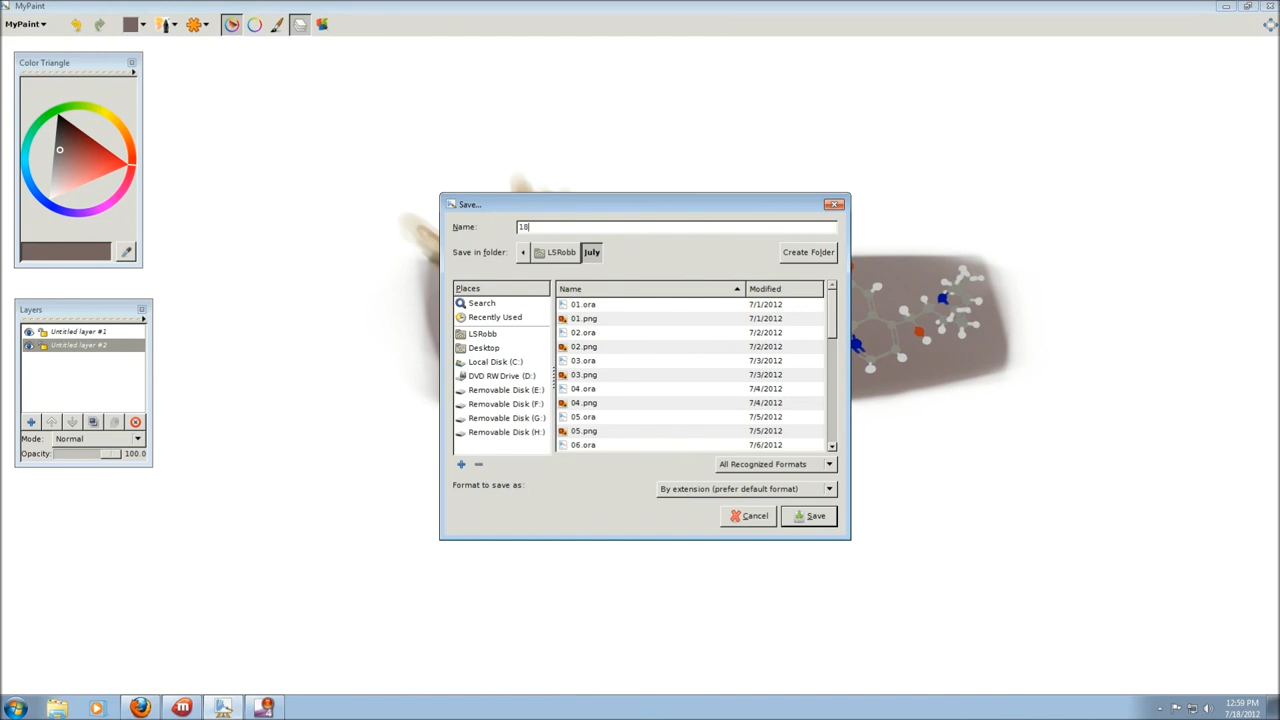 MyPaint
MyPaint
Color Triangle
Layers
Untitled layer #1
Untitled layer #2
Mode: Normal
Opacity: 100.0
Save...
Name: 18
Save in folder: LSRobb July Create Folder
Places
Search
Recently Used
LSRobb
Desktop
Local Disk (C:)
DVD RW Drive (D:)
Removable Disk (E:)
Removable Disk (F:)
Removable Disk (G:)
Removable Disk (H:)
Name Modified
01.ora 7/1/2012
01.png 7/1/2012
02.ora 7/2/2012
02.png 7/2/2012
03.ora 7/3/2012
03.png 7/3/2012
04.ora 7/4/2012
04.png 7/4/2012
05.ora 7/5/2012
05.png 7/5/2012
06.ora 7/6/2012
All Recognized Formats
Format to save as: By extension (prefer default format)
Cancel Save
12:59 PM
7/18/2012